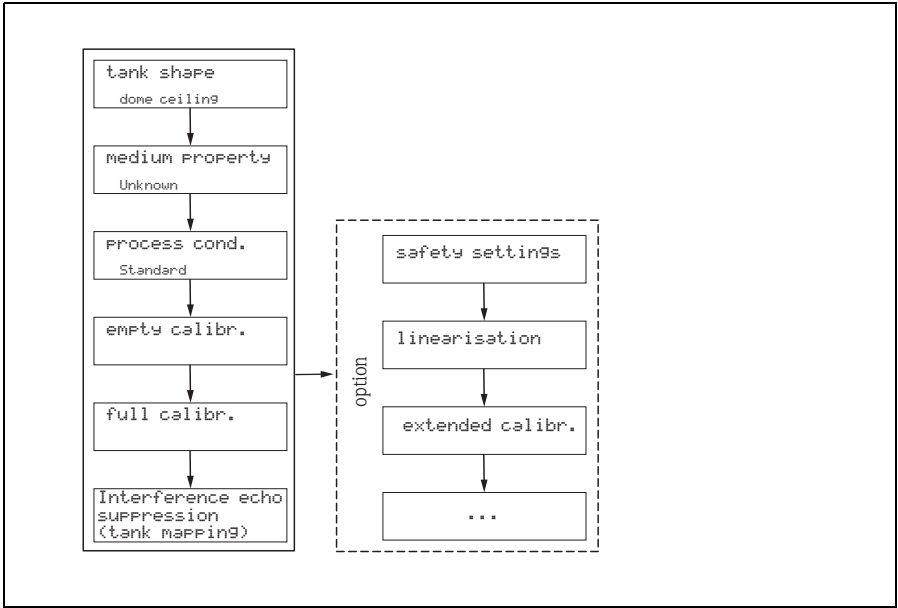 tank shape
dome ceiling
medium property
Unknown
process cond.
Standard
empty calibr.
full calibr.
Interference echo
suppression
(tank mapping)
option
safety settings
linearisation
extended calibr.
...